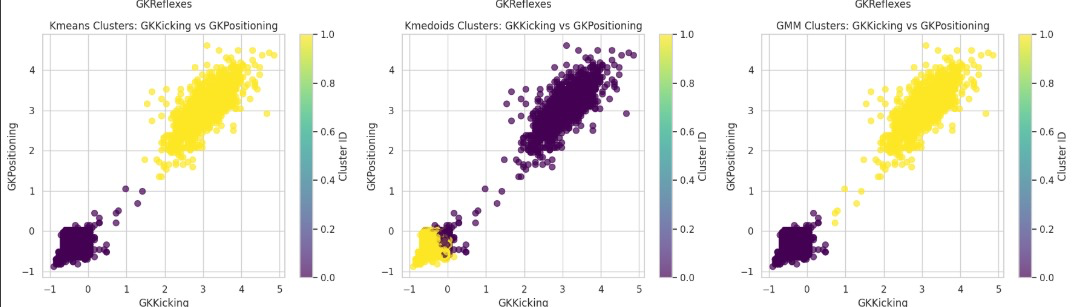 GKReflexes
GKReflexes
GKReflexes
Kmeans Clusters: GKKicking vs GKPositioning
Kmedoids Clusters: GKKicking vs GKPositioning
GMM Clusters: GKKicking vs GKPositioning
GKPositioning
4
3
2
1
0
−1
−1 0 1 2 3 4 5
GKKicking
1.0
0.8
0.6
0.4
0.2
0.0
Cluster ID
GKPositioning
4
3
2
1
0
−1
−1 0 1 2 3 4 5
GKKicking
1.0
0.8
0.6
0.4
0.2
0.0
Cluster ID
GKPositioning
4
3
2
1
0
−1
−1 0 1 2 3 4 5
GKKicking
1.0
0.8
0.6
0.4
0.2
0.0
Cluster ID